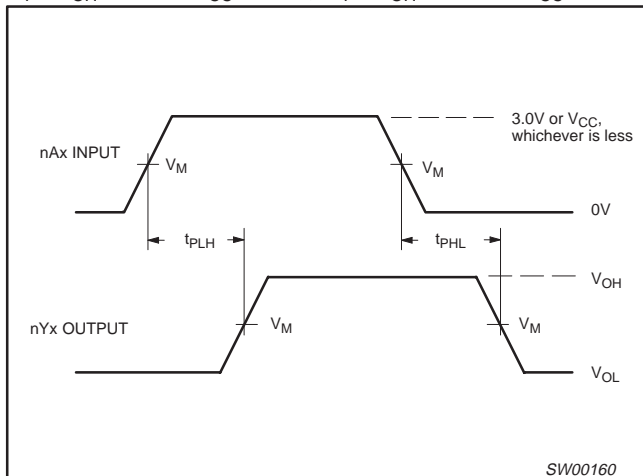 3.0V or VCC,
whichever is less
nAx INPUT
VM
VM
0V
tPLH
tPHL
VOH
nYx OUTPUT
VM
VM
VOL
SW00160